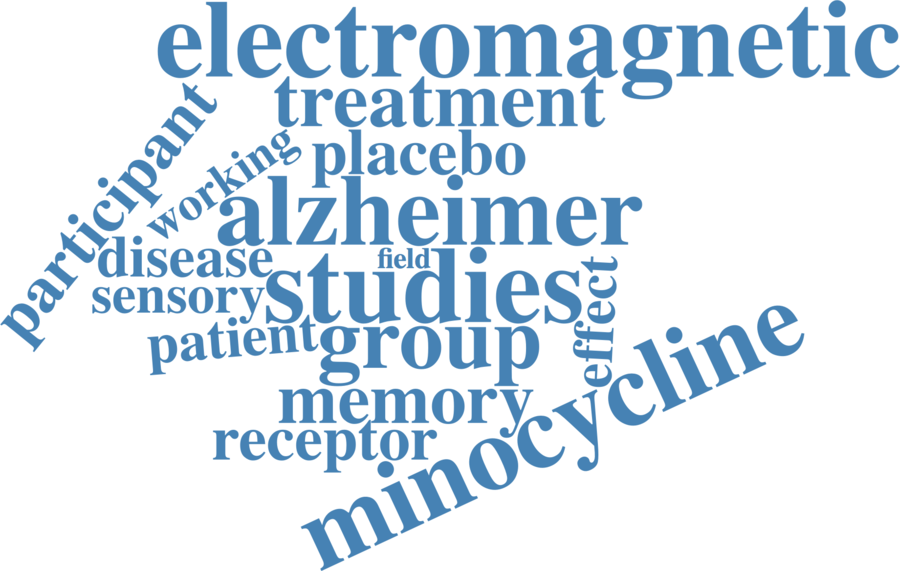 electromagnetic
treatment
participant
working
placebo
alzheimer
disease
field
studies
sensory
effect
patient
group
minocycline
memory
receptor